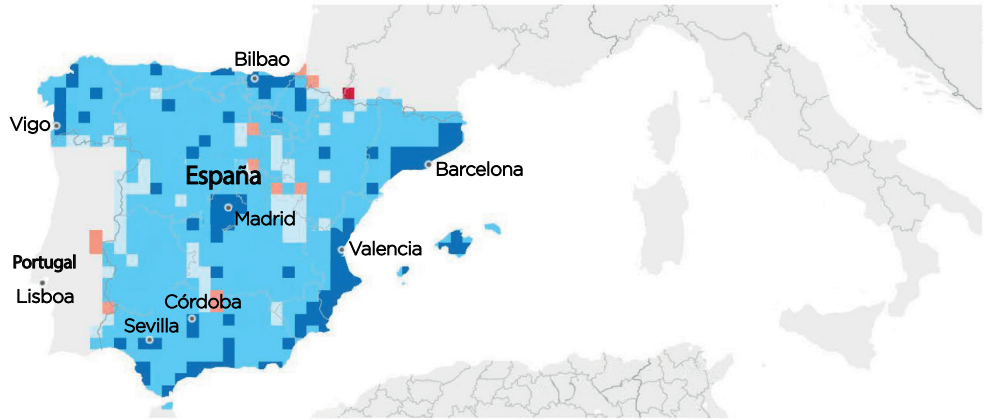 Bilbao
Vigo
Barcelona
España
Madrid
Valencia
Portugal
Lisboa
Córdoba
Sevilla